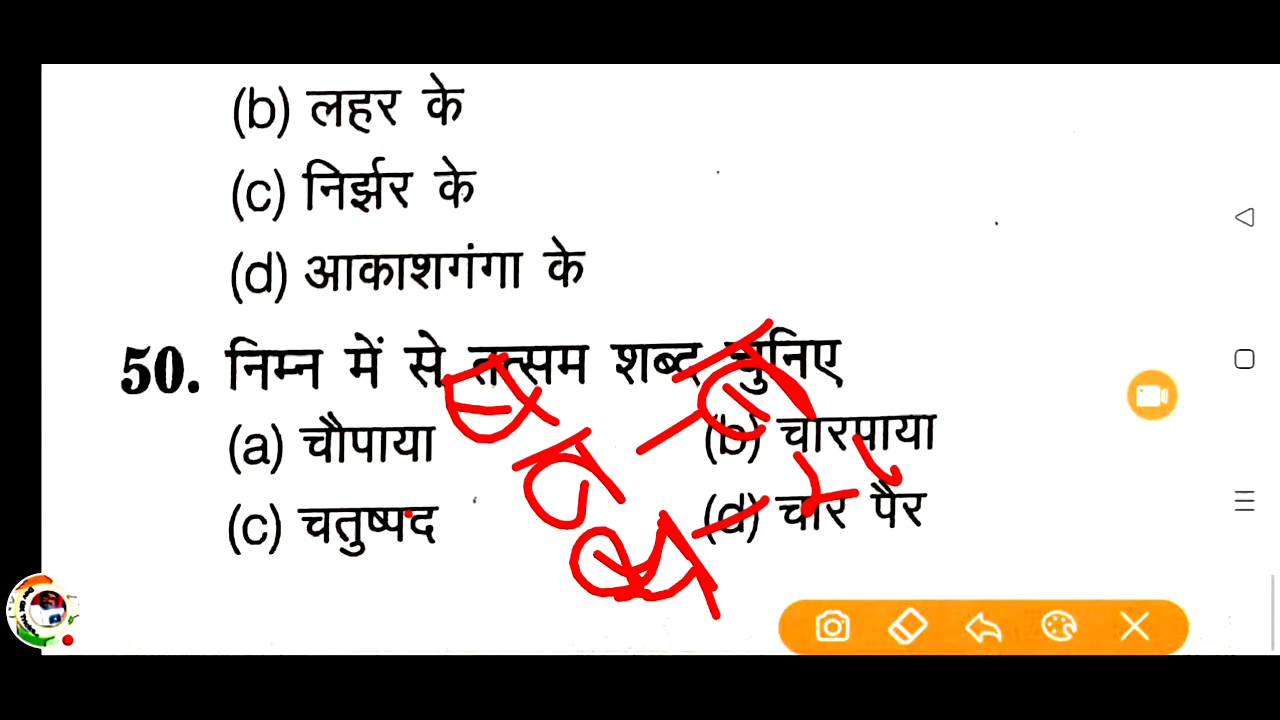 (b) लहर के
(c) निर्झर के
(d) आकाशगंगा के
50. निम्न में से तत्सम शब्द चुनिए
(a) चौपाया (b) चारपाया
(c) चतुष्पद (d) चार पैर